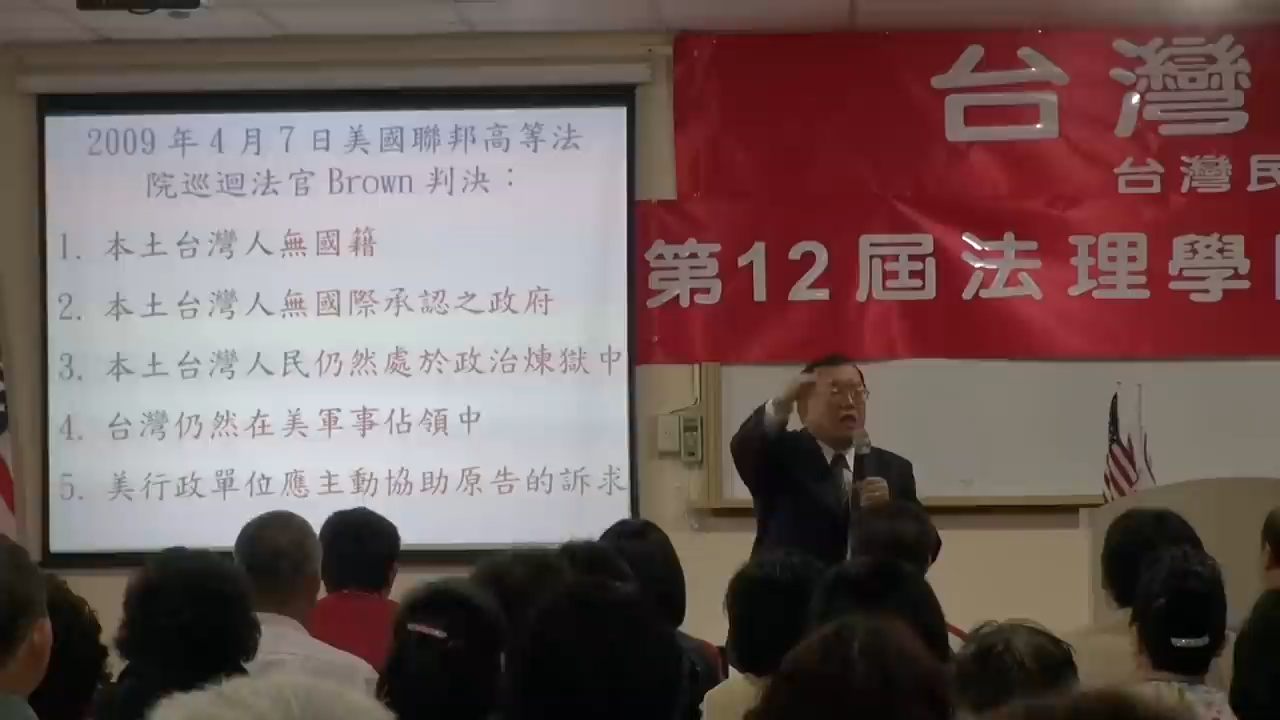 2009年4月7日美國聯邦高等法
院巡迴法官Brown判決：
1. 本土台灣人無國籍
2. 本土台灣人無國際承認之政府
3. 本土台灣人民仍然處於政治煉獄中
4. 台灣仍然在美軍事佔領中
5. 美行政單位應主動協助原告的訴求
台灣
台灣民
第12屆法理學